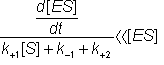 d/dt [ES] / k₊₁[S] + k₋₁ + k₊₂ ≪ [ES]